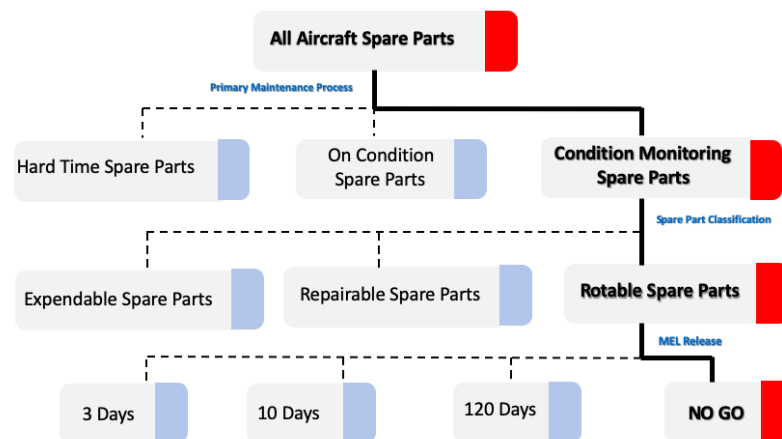 All Aircraft Spare Parts
Primary Maintenance Process
Hard Time Spare Parts
On Condition
Spare Parts
Condition Monitoring
Spare Parts
Spare Part Classification
Expendable Spare Parts
Repairable Spare Parts
Rotable Spare Parts
MEL Release
3 Days
10 Days
120 Days
NO GO